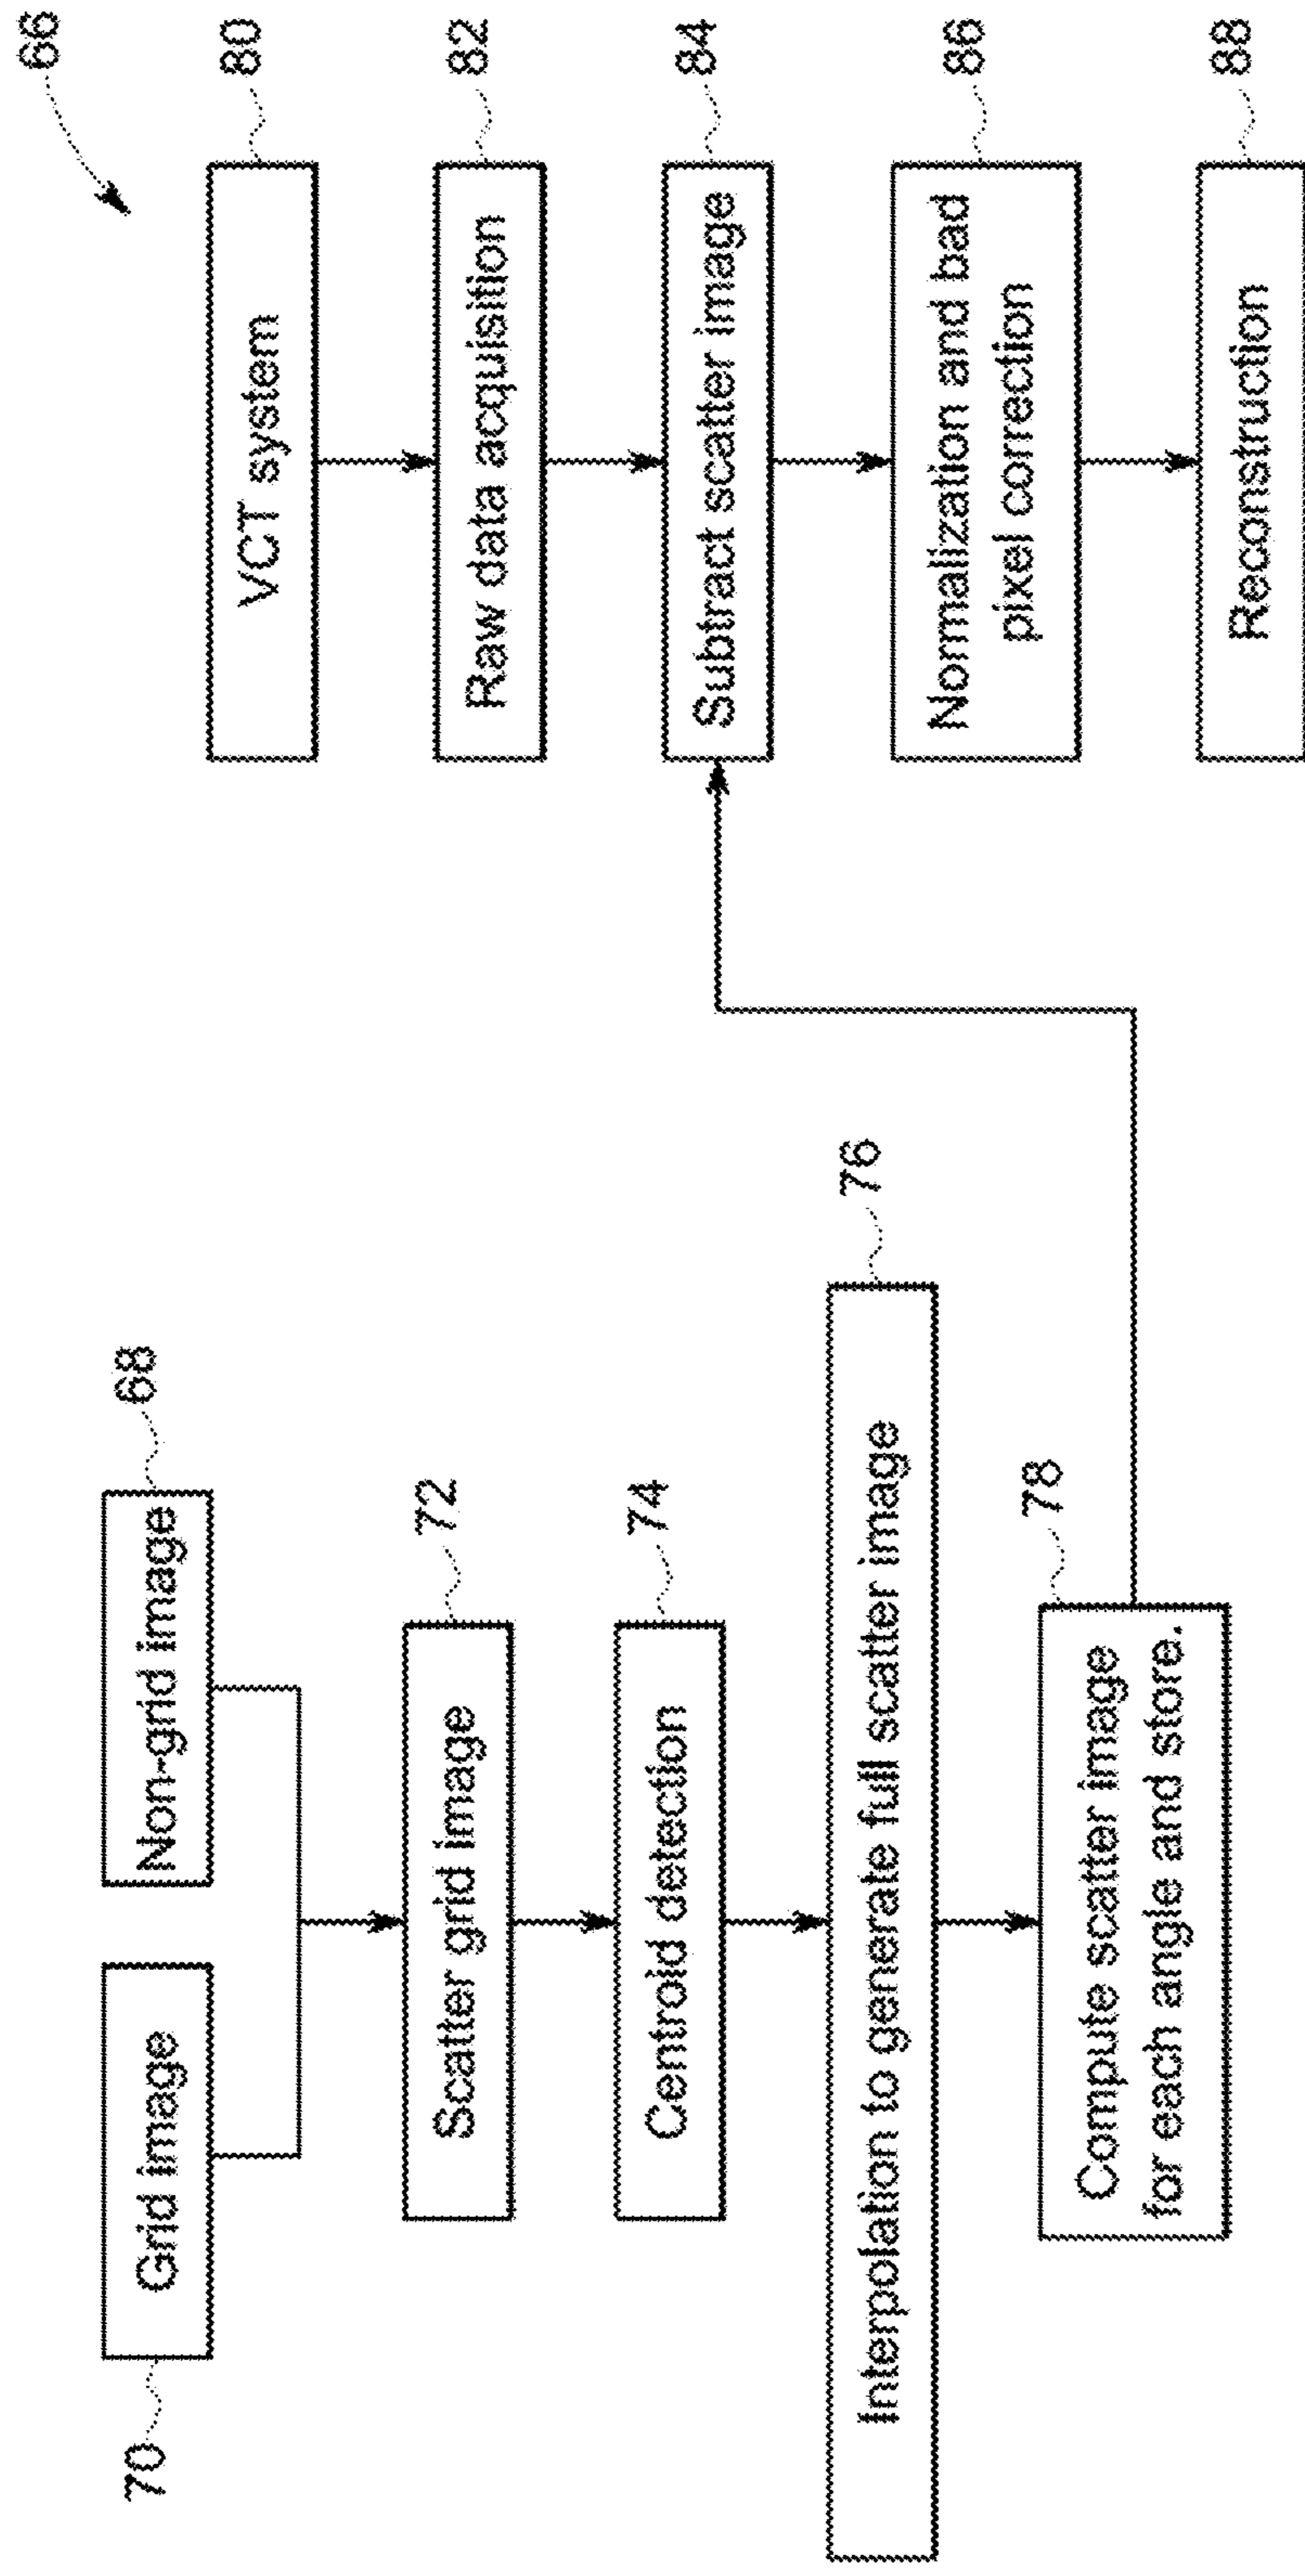 66
70
Grid image
Non-grid image
68
Scatter grid image
72
Centroid detection
74
Interpolation to generate full scatter image
76
Compute scatter image
for each angle and store.
78
VCT system
80
Raw data acquisition
82
Subtract scatter image
84
Normalization and bad
pixel correction
86
Reconstruction
88